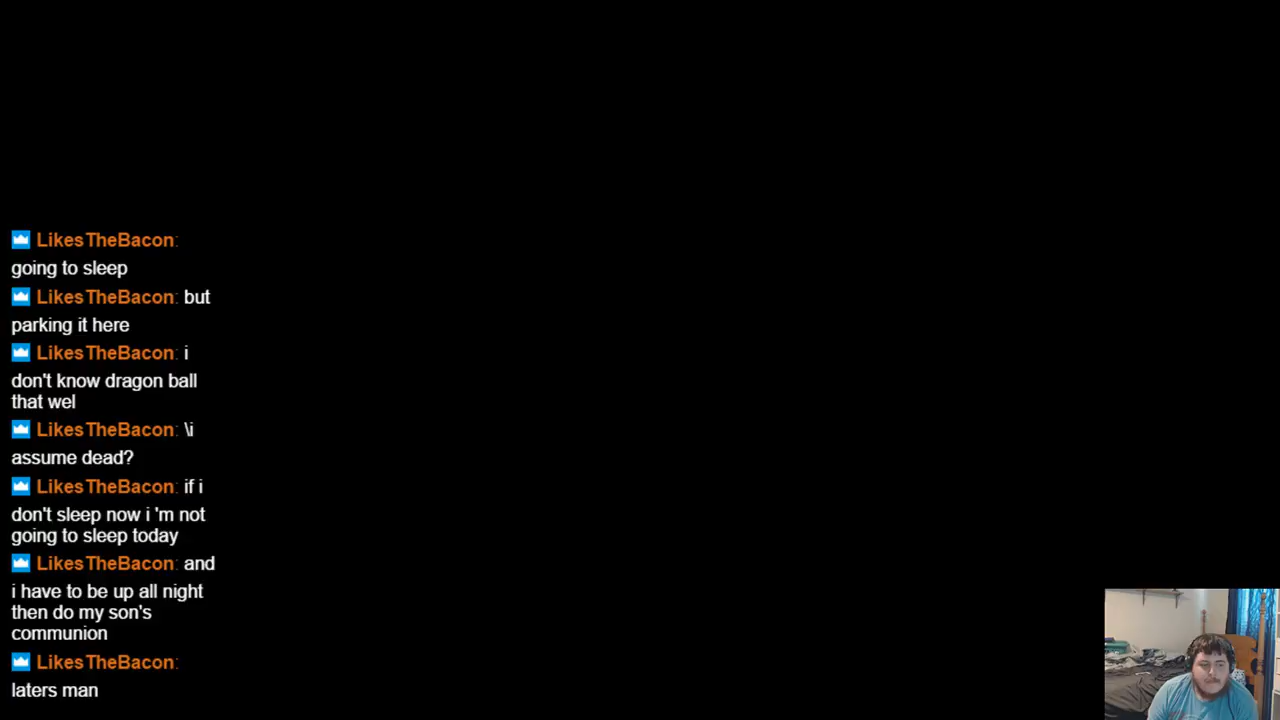 LikesTheBacon:
going to sleep
LikesTheBacon: but
parking it here
LikesTheBacon: i
don't know dragon ball
that wel
LikesTheBacon: \i
assume dead?
LikesTheBacon: if i
don't sleep now i 'm not
going to sleep today
LikesTheBacon: and
i have to be up all night
then do my son's
communion
LikesTheBacon:
laters man